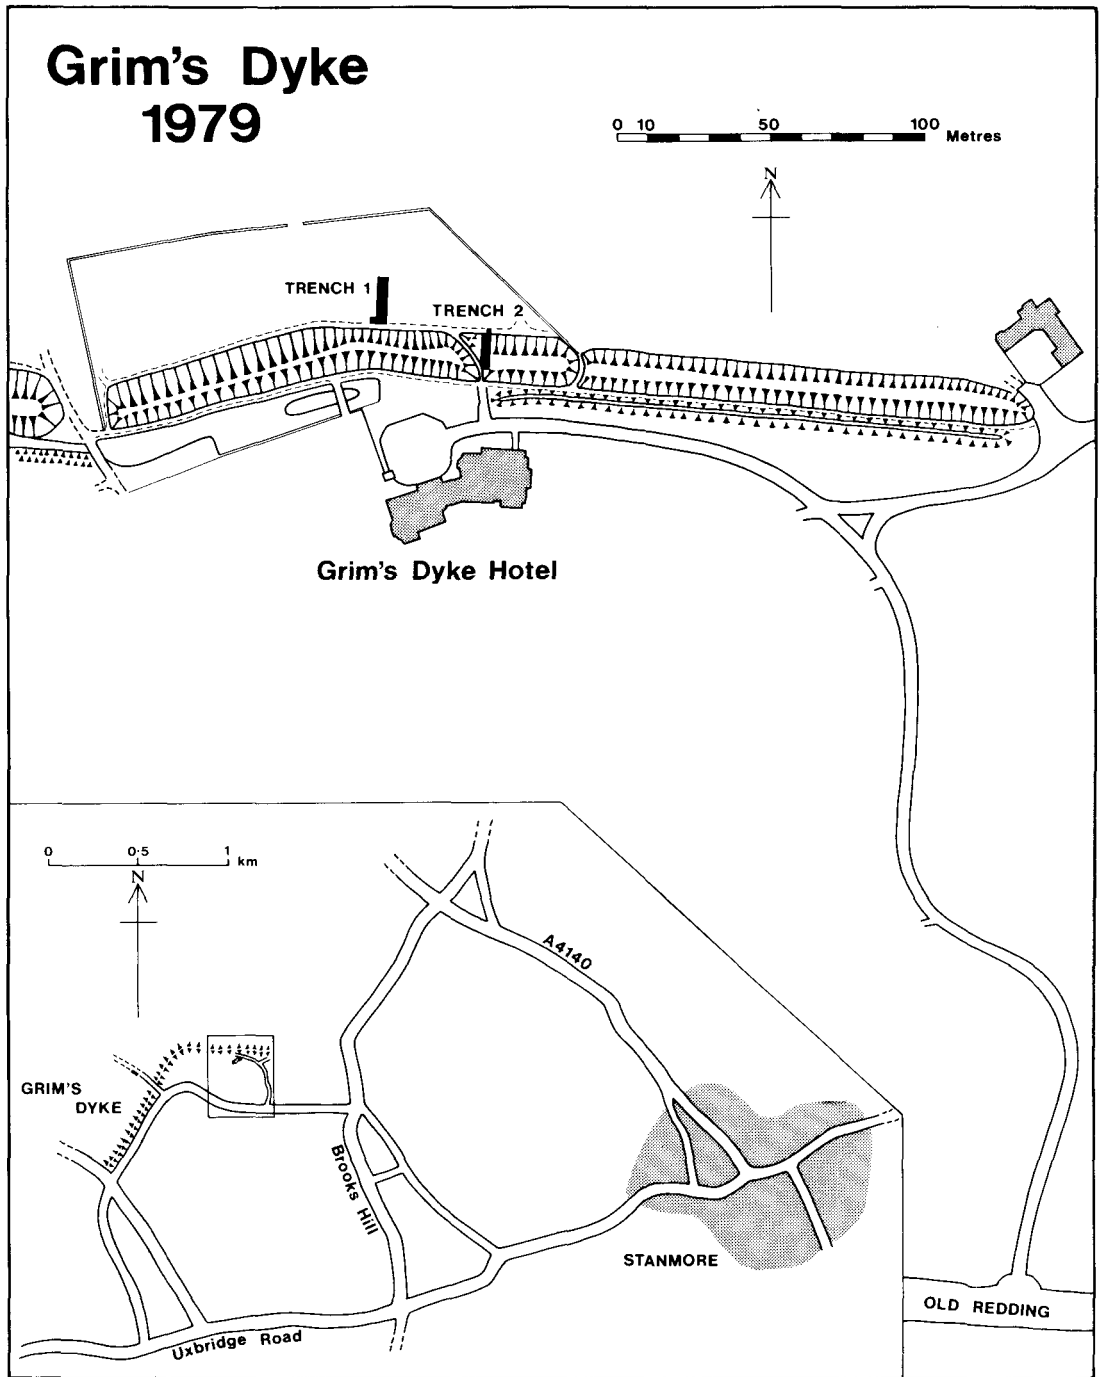 Grim's Dyke
1979
0 10 50 100 Metres
N
TRENCH 1
TRENCH 2
Grim's Dyke Hotel
0 0·5 1 km
N
A4140
GRIM'S
DYKE
Brooks Hill
STANMORE
OLD REDDING
Uxbridge Road